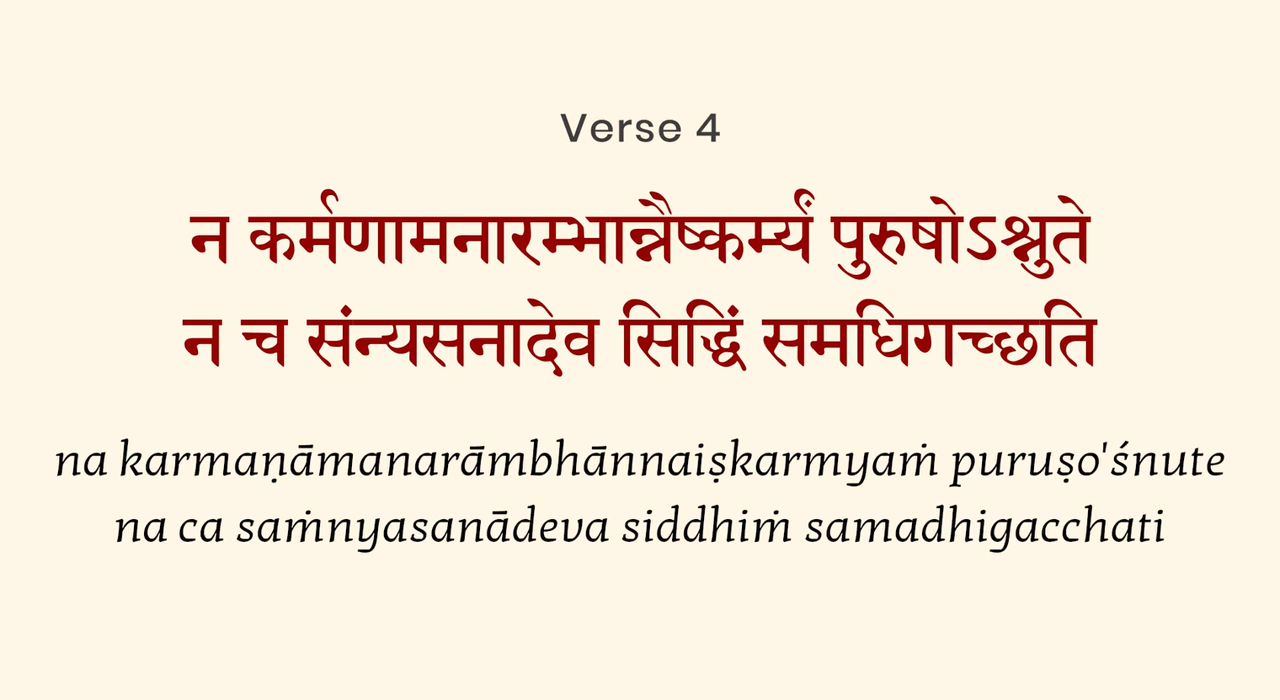 Verse 4
न कर्मणामनारम्भान्नैष्कर्म्यं पुरुषोऽश्नुते
न च संन्यसनादेव सिद्धिं समधिगच्छति
na karmaṇāmanarāmbhānnaiṣkarmyaṁ puruṣo'śnute
na ca saṁnyasanādeva siddhiṁ samadhigacchati